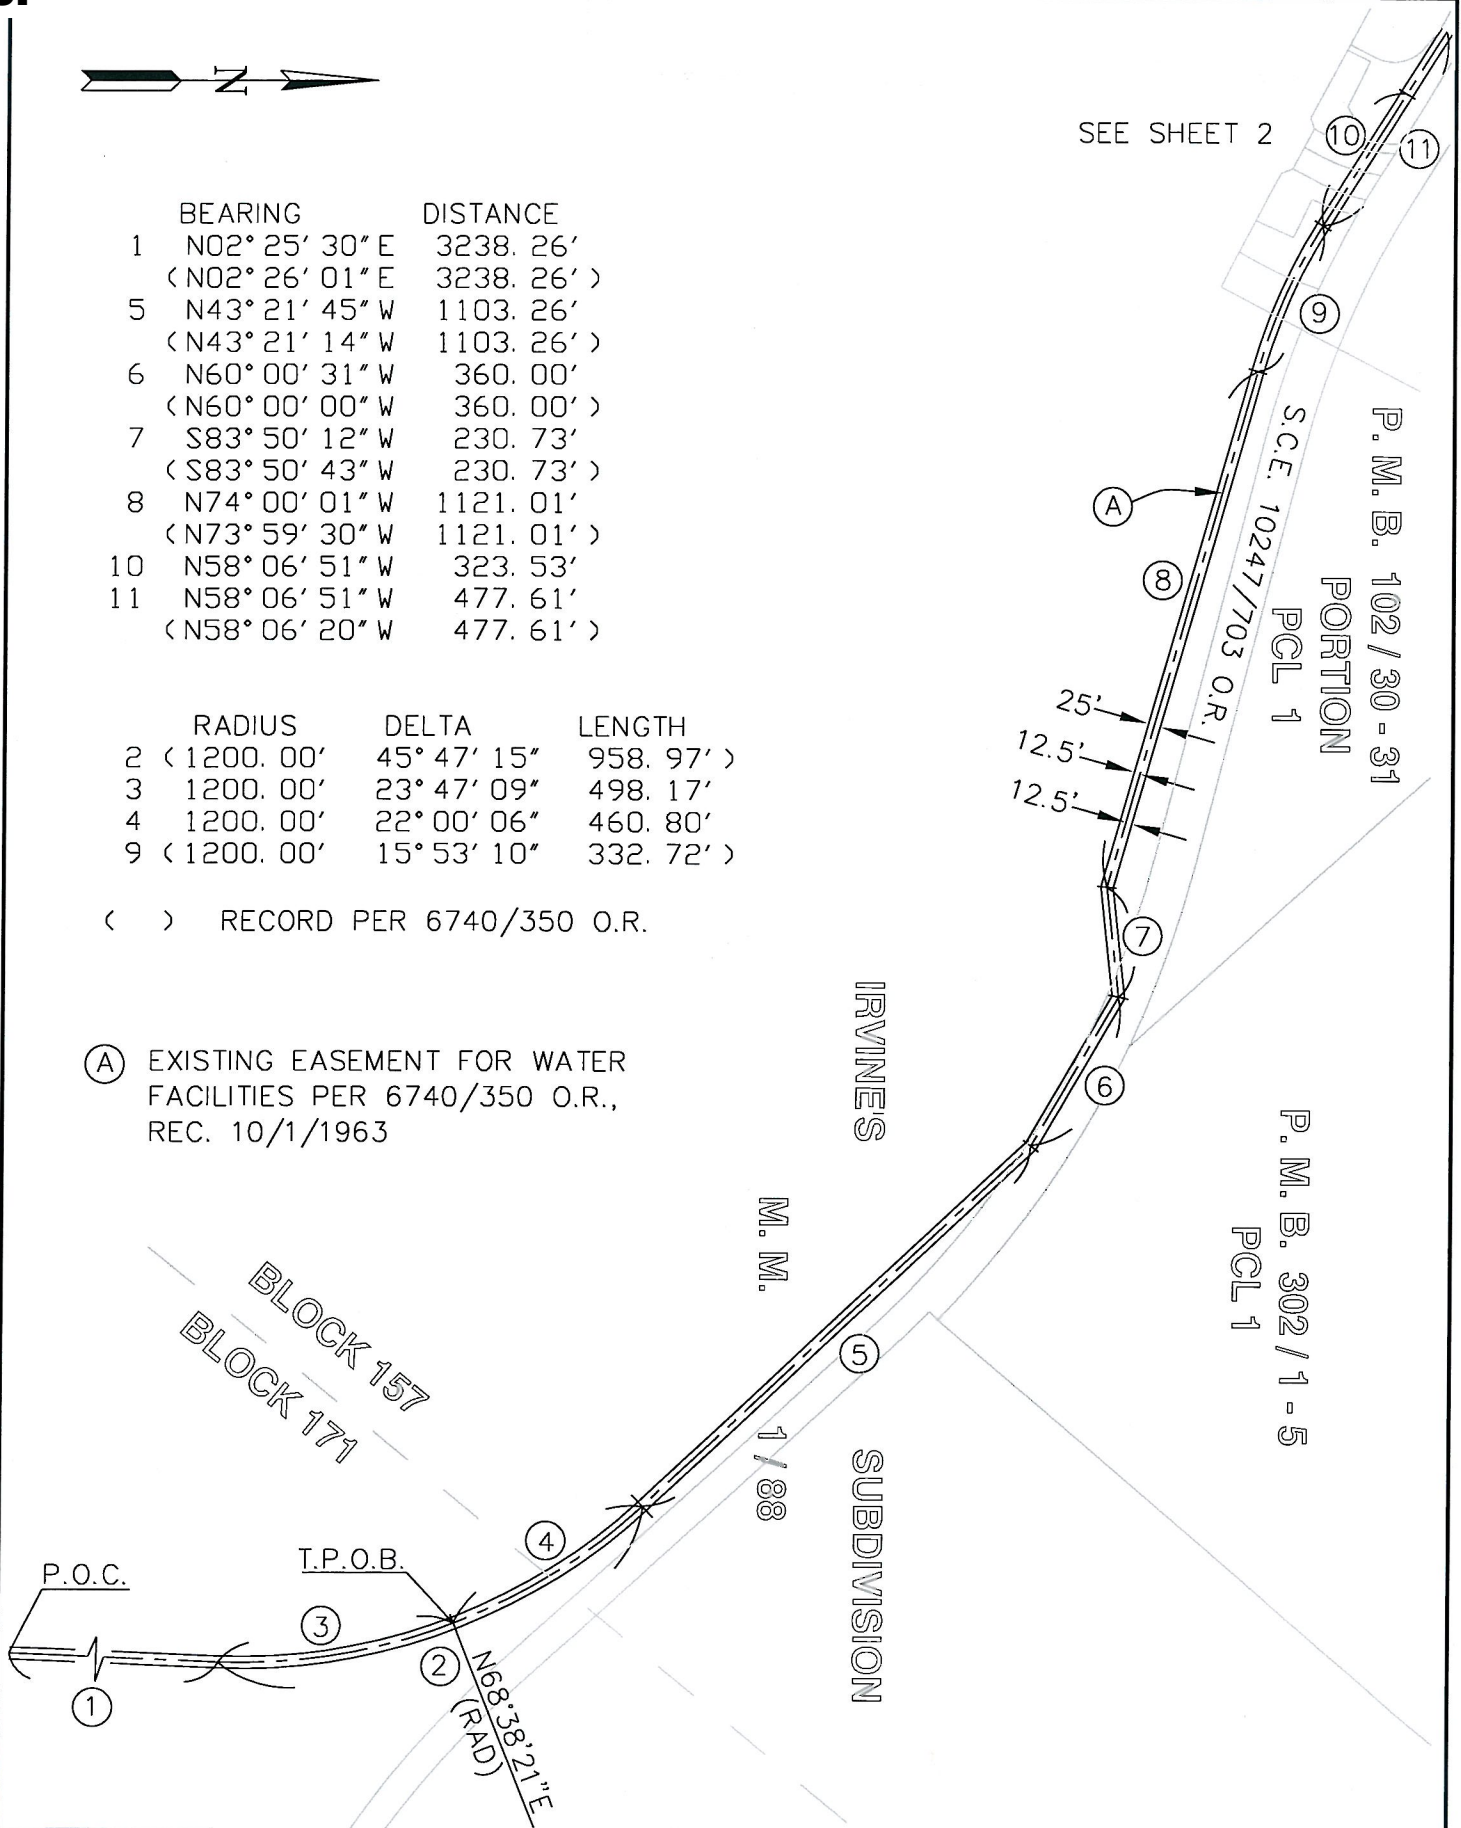 N
SEE SHEET 2
10
11
BEARING DISTANCE
1 N02°25'30"E 3238.26'
(N02°26'01"E 3238.26')
5 N43°21'45"W 1103.26'
(N43°21'14"W 1103.26')
6 N60°00'31"W 360.00'
(N60°00'00"W 360.00')
7 S83°50'12"W 230.73'
(S83°50'43"W 230.73')
8 N74°00'01"W 1121.01'
(N73°59'30"W 1121.01')
10 N58°06'51"W 323.53'
11 N58°06'51"W 477.61'
(N58°06'20"W 477.61')
9
RADIUS DELTA LENGTH
2 (1200.00' 45°47'15" 958.97')
3 1200.00' 23°47'09" 498.17'
4 1200.00' 22°00'06" 460.80'
9 (1200.00' 15°53'10" 332.72')
( ) RECORD PER 6740/350 O.R.
A
8
S.C.E. 10247/703 O.R.
P.M.B. 102/30-31
PORTION
PCL 1
25'
12.5'
12.5'
7
6
A EXISTING EASEMENT FOR WATER
FACILITIES PER 6740/350 O.R.,
REC. 10/1/1963
IRVINE'S
SUBDIVISION
M.M.
1/88
P.M.B. 302/1-5
PCL 1
BLOCK 157
BLOCK 171
5
4
T.P.O.B.
P.O.C.
3
2
1
N68°38'21"E
(RAD)